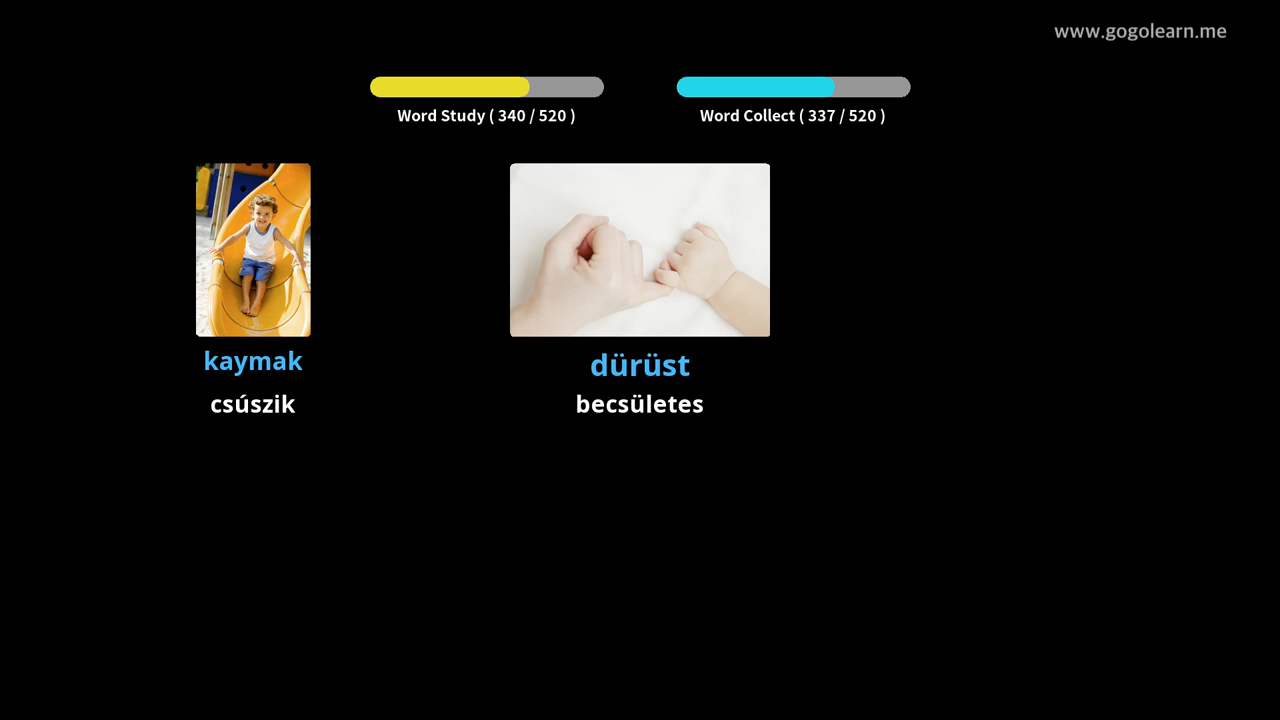 www.gogolearn.me
Word Study ( 340 / 520 )
Word Collect ( 337 / 520 )
kaymak
csúszik
dürüst
becsületes